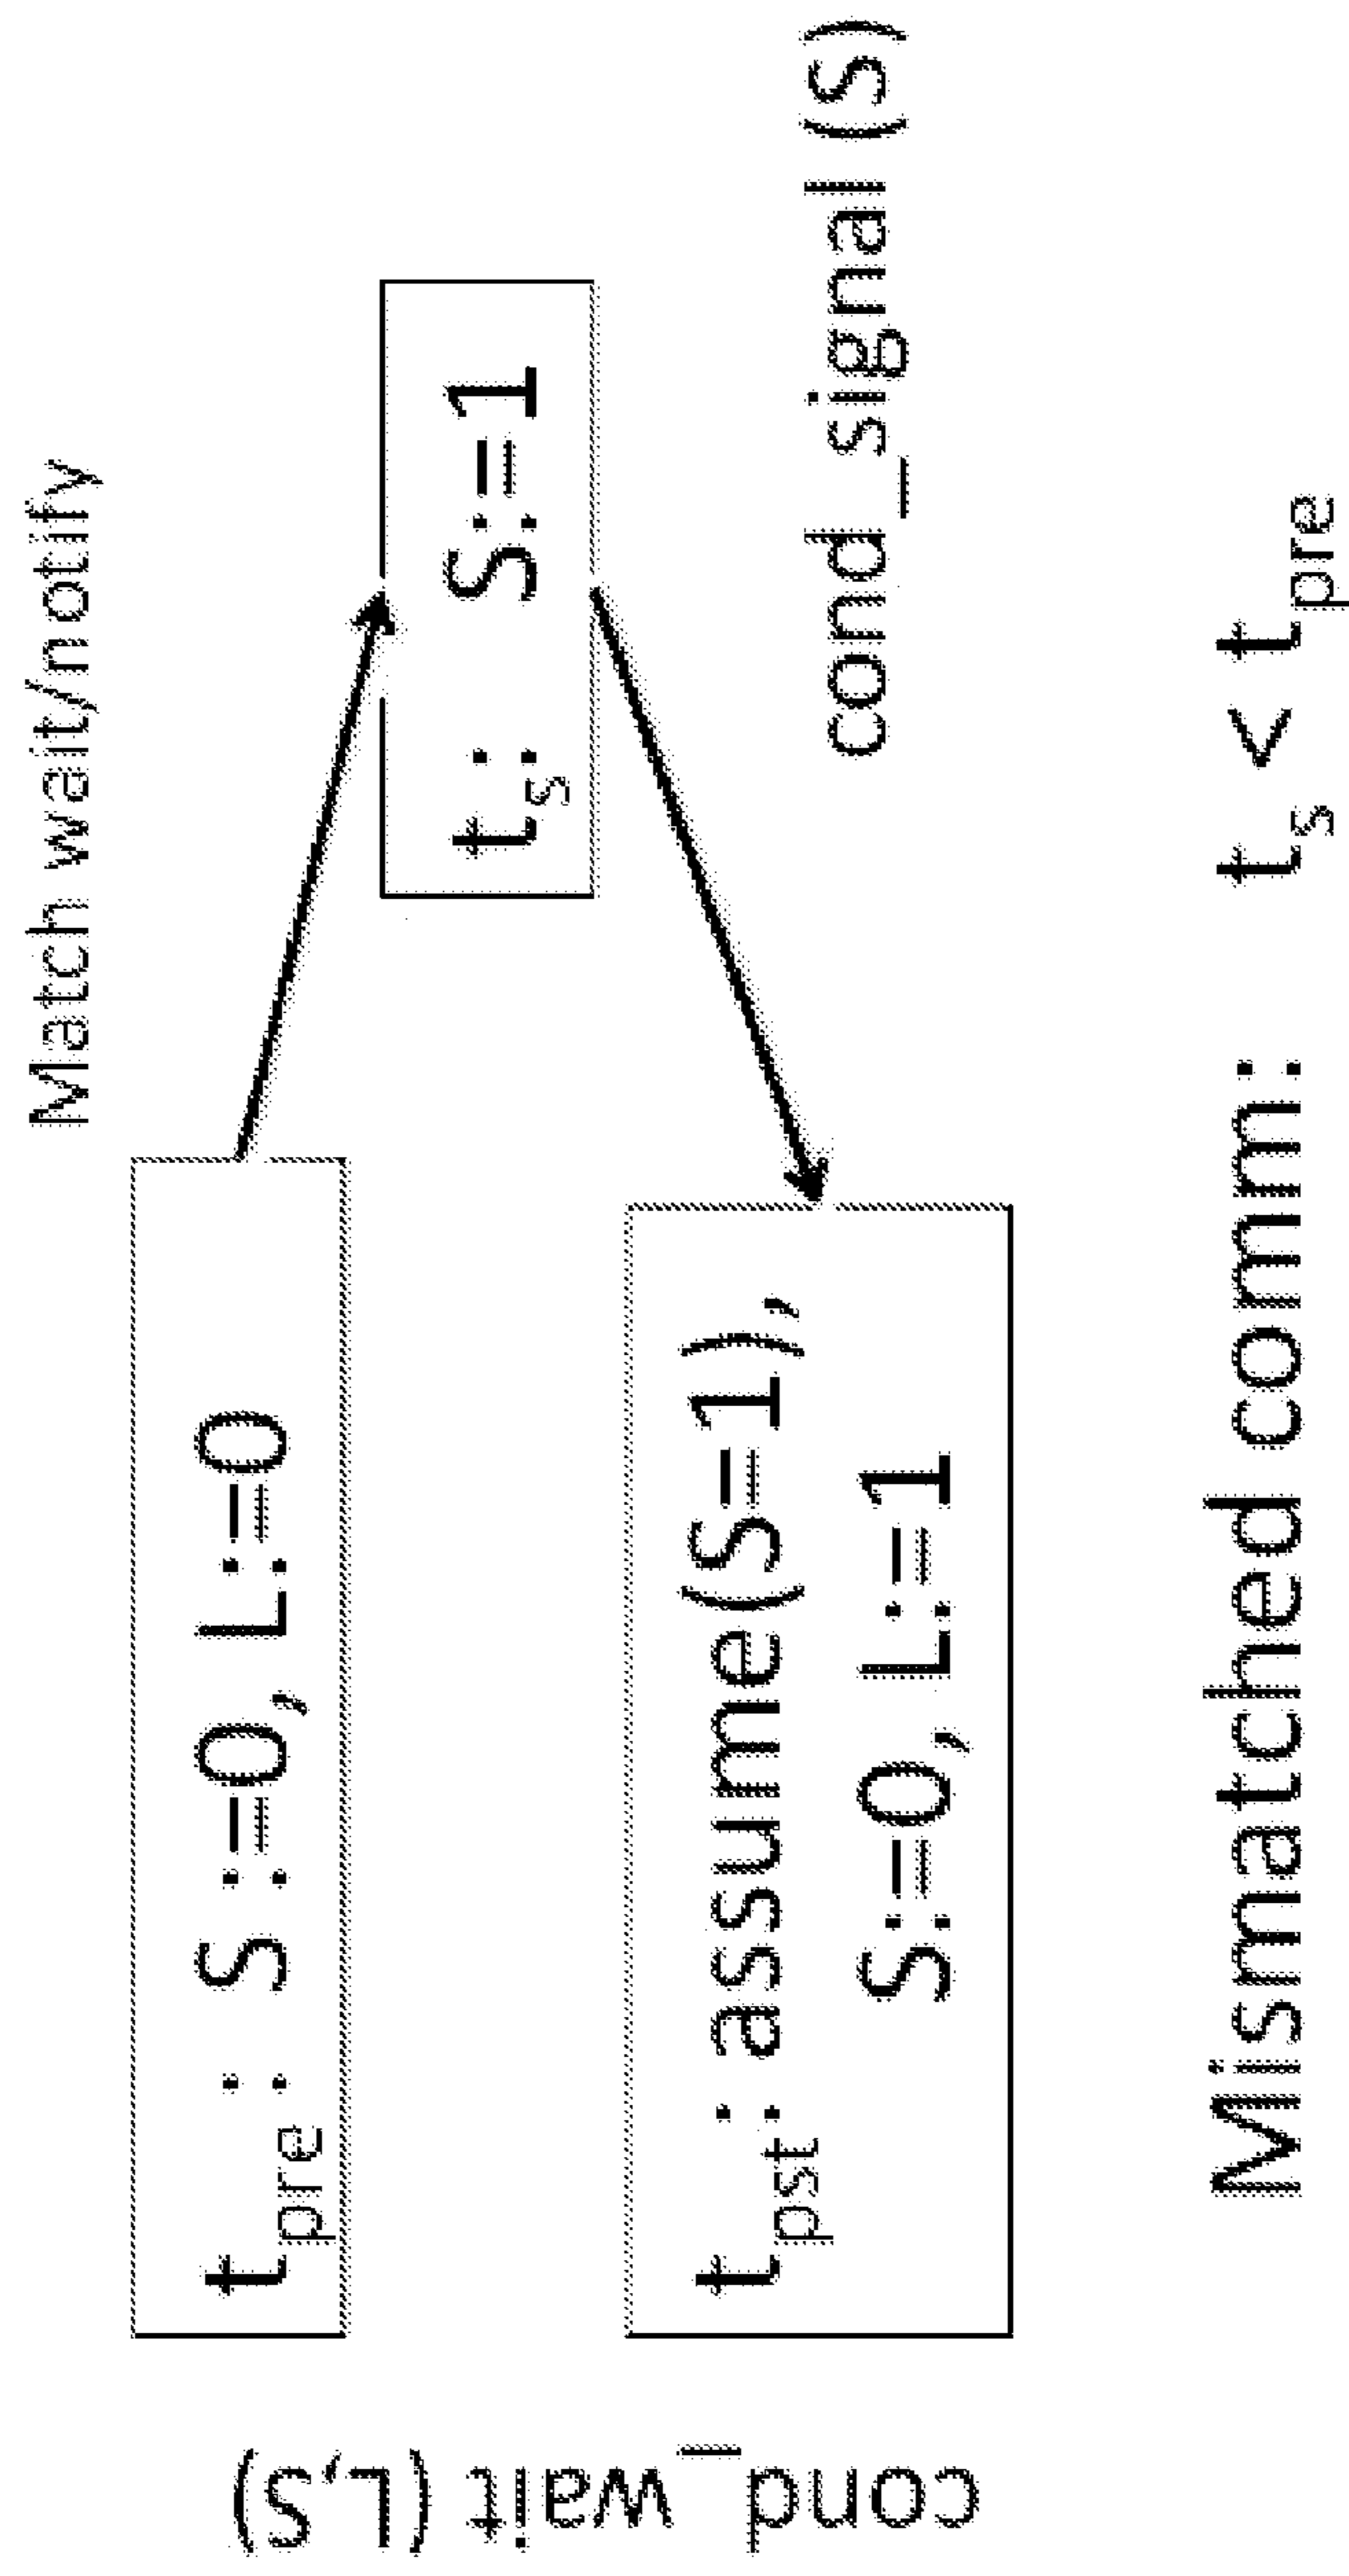 Match wait/notify
t_pre : S :=0, L:=0
t_s : S:=1
t_pst : assume(S=1),
S:=0, L:=1
cond_wait (L,S)
cond_signal (S)
Mismatched comm: t_s < t_pre